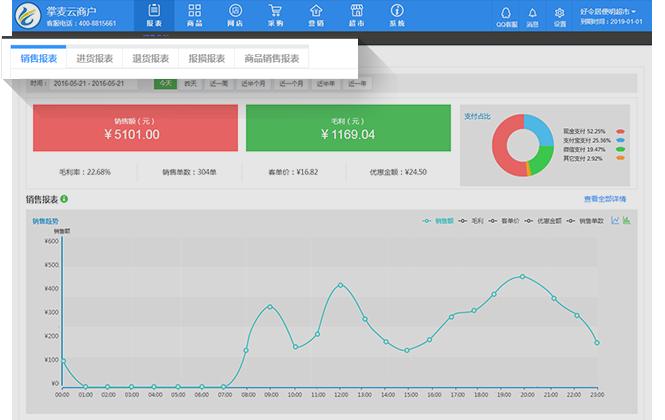 掌麦云商户
客服电话：400-8815661
报表 商品 网店 采购 营销 超市 系统
QQ客服 消息 设置
好令居便明超市
到期时间：2019-01-01
销售报表 进货报表 退货报表 报损报表 商品销售报表
时间： 2016-05-21 - 2016-05-21 今天 昨天 近一周 近半个月 近一个月 近半年 近一年
销售额（元）
￥5101.00
毛利（元）
￥1169.04
毛利率：22.68% 销售单数：304单 客单价：¥16.82 优惠金额：¥24.50
支付占比
现金支付 52.25%
支付宝支付 25.36%
微信支付 19.47%
其它支付 2.92%
销售报表
查看全部详情
销售趋势
销售额 毛利 客单价 优惠金额 销售单数
销售额
¥600
¥500
¥400
¥300
¥200
¥100
¥0
00:00 01:00 02:00 03:00 04:00 05:00 06:00 07:00 08:00 09:00 10:00 11:00 12:00 13:00 14:00 15:00 16:00 17:00 18:00 19:00 20:00 21:00 22:00 23:00